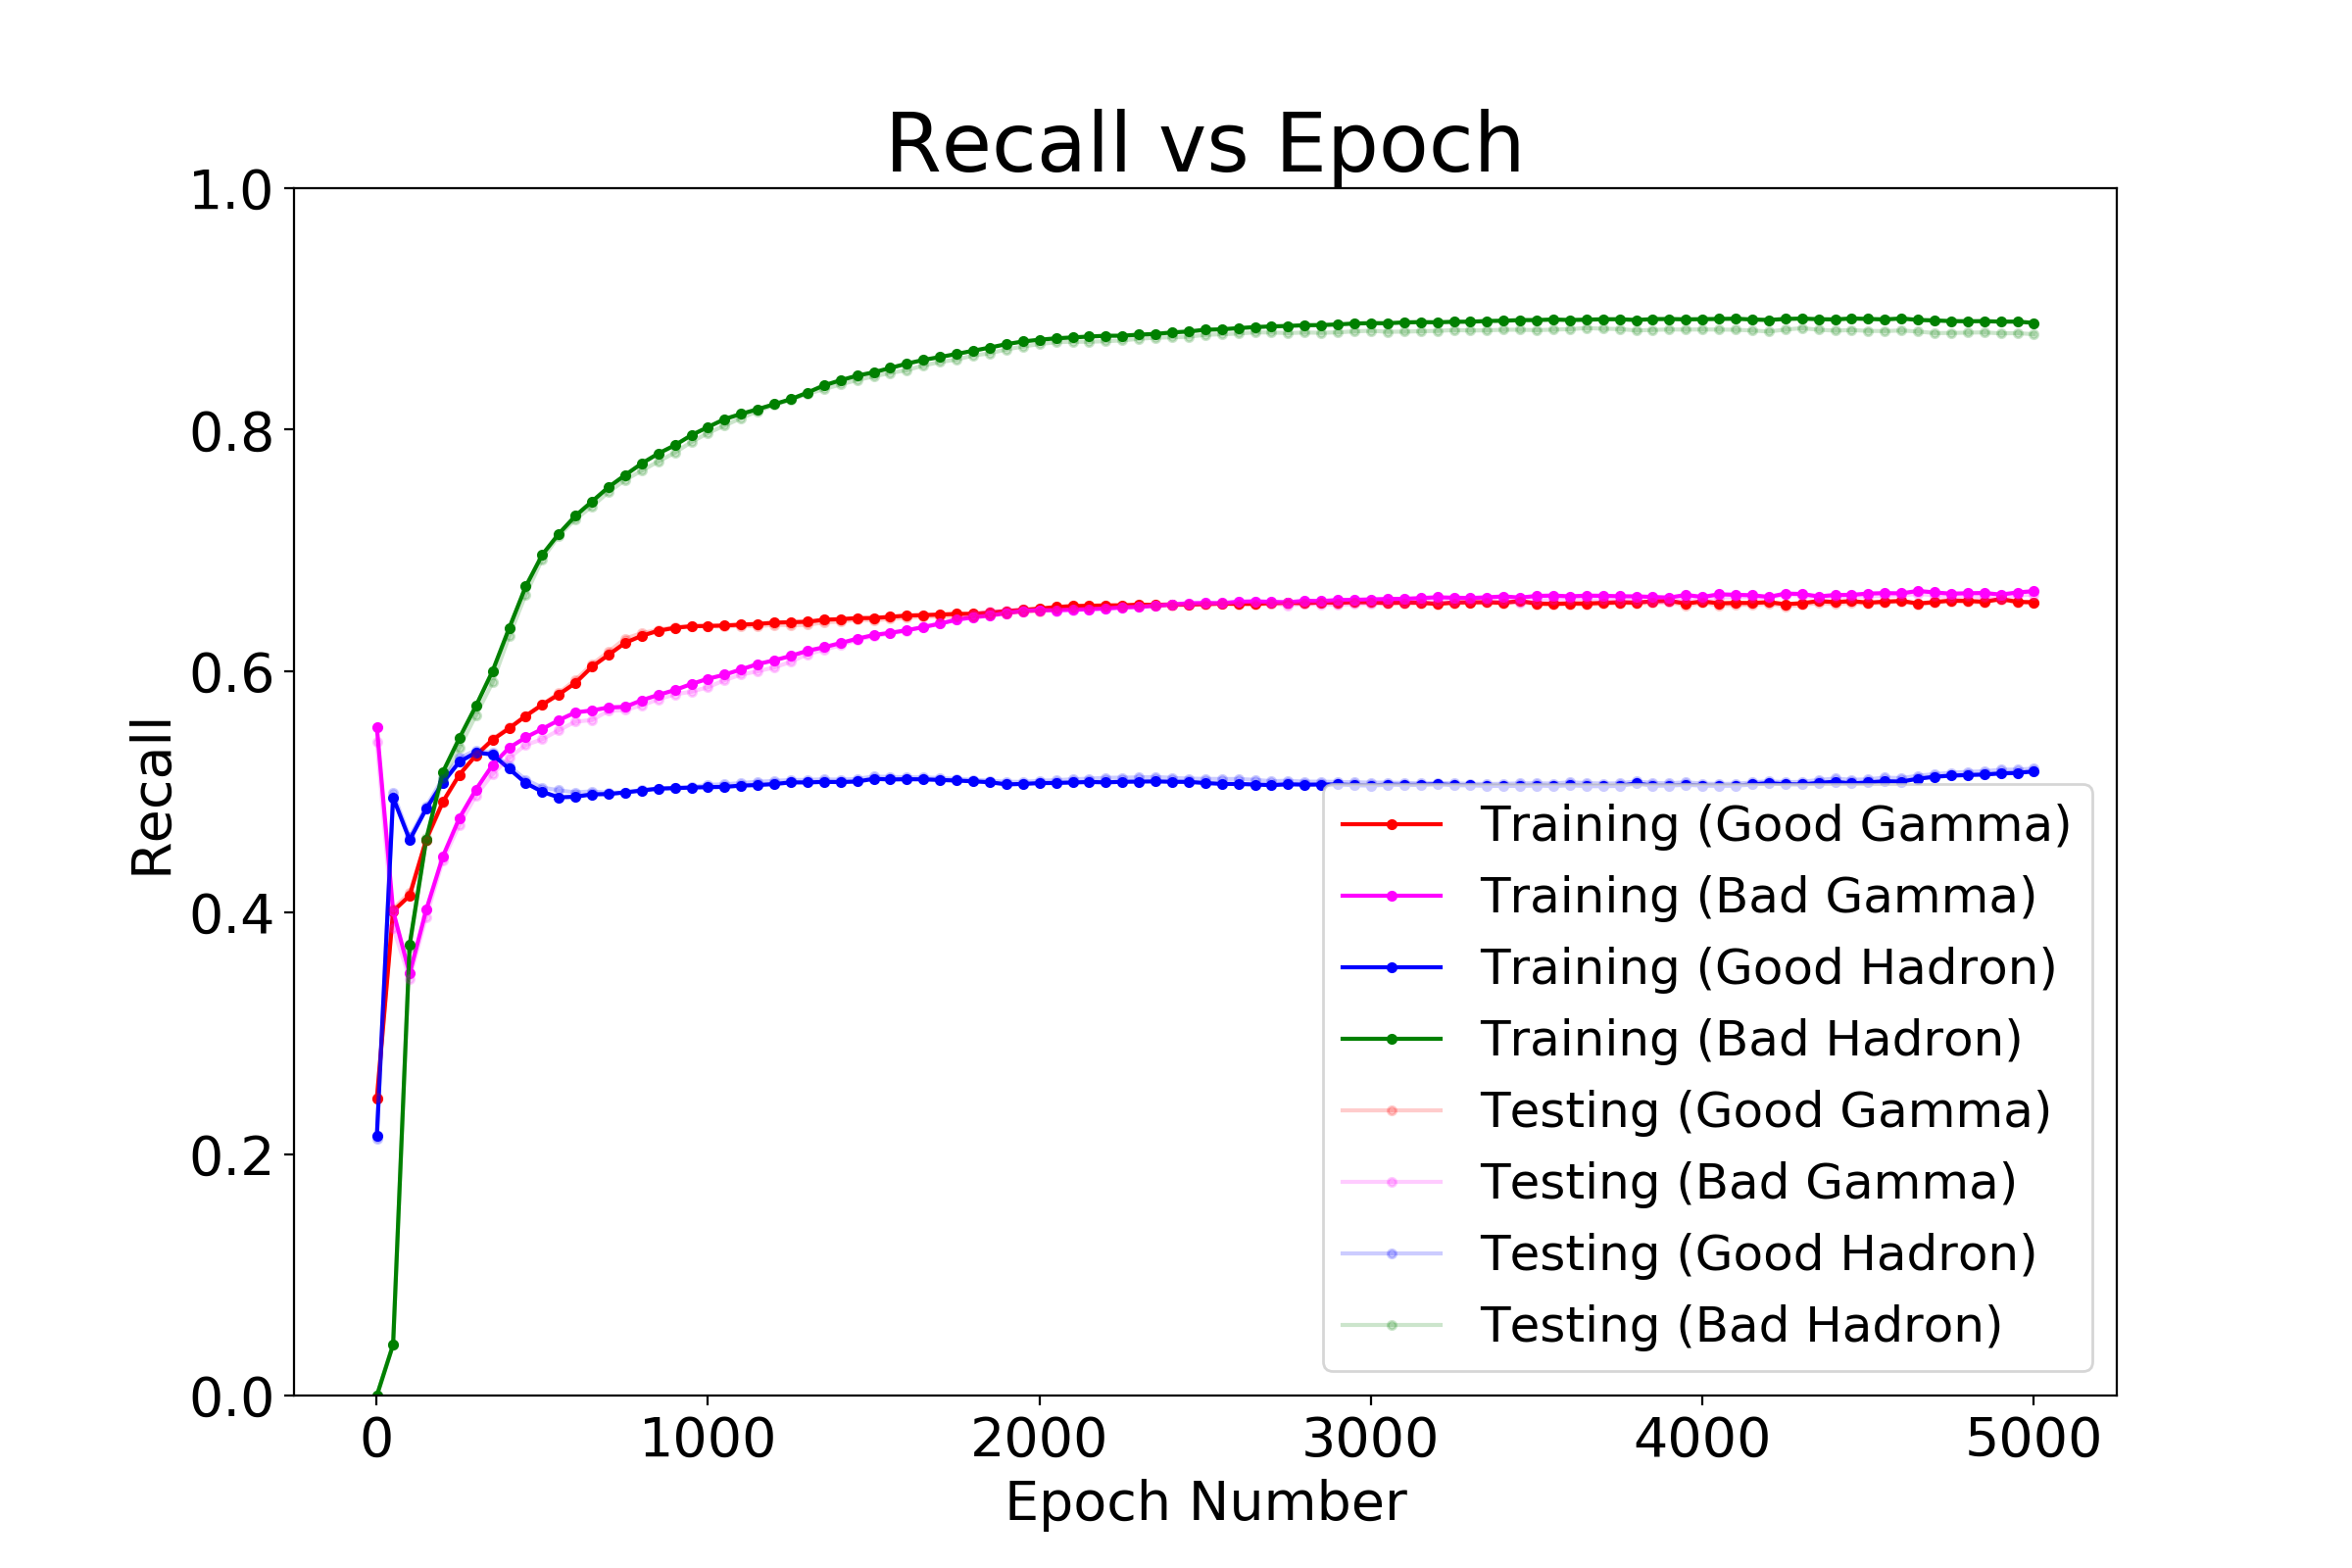 Recall vs Epoch
1.0
0.8
0.6
0.4
0.2
0.0
Recall
0 1000 2000 3000 4000 5000
Epoch Number
Training (Good Gamma)
Training (Bad Gamma)
Training (Good Hadron)
Training (Bad Hadron)
Testing (Good Gamma)
Testing (Bad Gamma)
Testing (Good Hadron)
Testing (Bad Hadron)